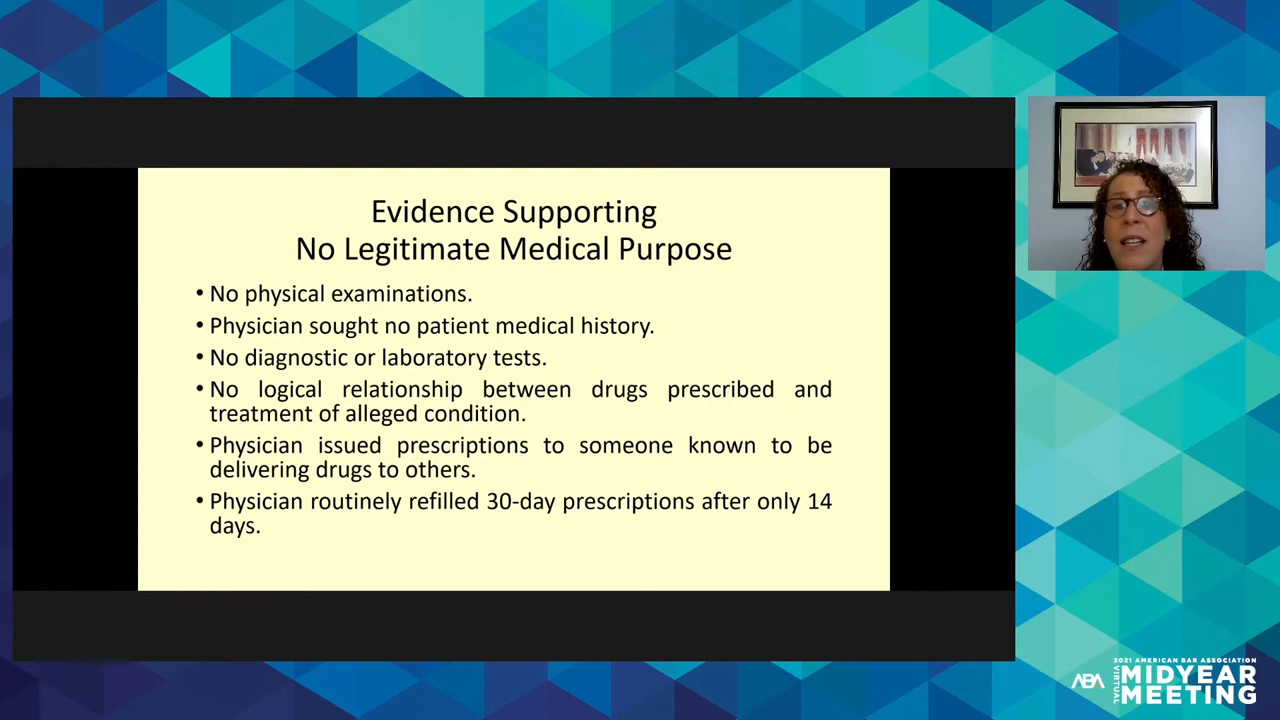 Evidence Supporting
No Legitimate Medical Purpose
• No physical examinations.
• Physician sought no patient medical history.
• No diagnostic or laboratory tests.
• No logical relationship between drugs prescribed and
treatment of alleged condition.
• Physician issued prescriptions to someone known to be
delivering drugs to others.
• Physician routinely refilled 30-day prescriptions after only 14
days.
ABA
2021 AMERICAN BAR ASSOCIATION
VIRTUAL
MIDYEAR
MEETING